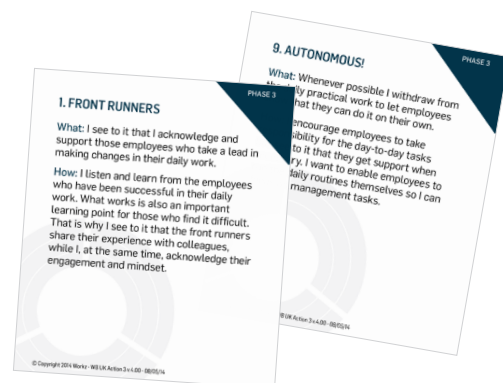 PHASE 3
1. FRONT RUNNERS
What: I see to it that I acknowledge and
support those employees who take a lead in
making changes in their daily work.
How: I listen and learn from the employees
who have been successful in their daily
work. What works is also an important
learning point for those who find it difficult.
That is why I see to it that the front runners
share their experience with colleagues,
while I, at the same time, acknowledge their
engagement and mindset.
© Copyright 2014 Workz - WB UK Action 3 v.4.00 - 08/05/14
PHASE 3
9. AUTONOMOUS!
What: Whenever possible I withdraw from
practical work to let employees
that they can do it on their own.
encourage employees to take
for the day-to-day tasks
to it that they get support when
I want to enable employees to
daily routines themselves so I can
management tasks.
UK Action 3 v.4.00 - 08/05/14